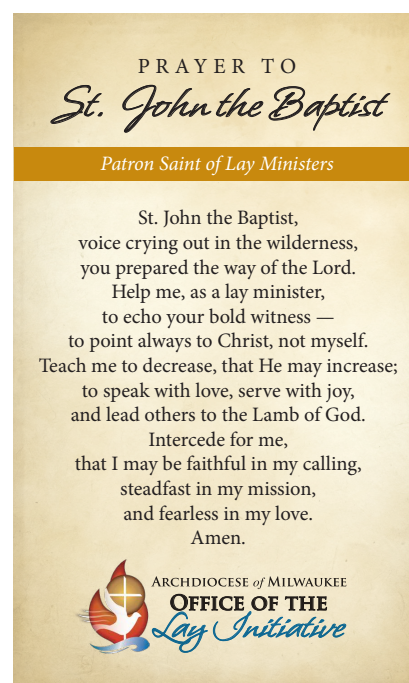 PRAYER TO
St. John the Baptist
Patron Saint of Lay Ministers
St. John the Baptist,
voice crying out in the wilderness,
you prepared the way of the Lord.
Help me, as a lay minister,
to echo your bold witness —
to point always to Christ, not myself.
Teach me to decrease, that He may increase;
to speak with love, serve with joy,
and lead others to the Lamb of God.
Intercede for me,
that I may be faithful in my calling,
steadfast in my mission,
and fearless in my love.
Amen.
ARCHDIOCESE of MILWAUKEE
OFFICE OF THE
Lay Initiative